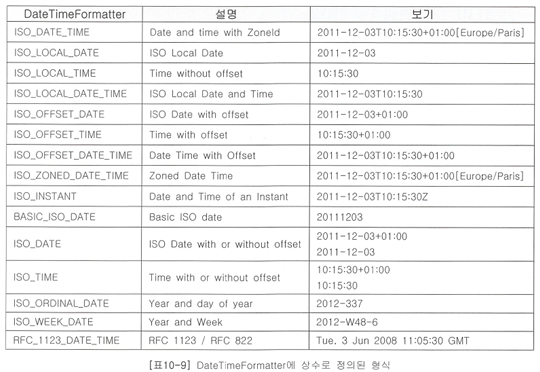 DateTimeFormatter 설명 보기
ISO_DATE_TIME Date and time with ZoneId 2011-12-03T10:15:30+01:00[Europe/Paris]
ISO_LOCAL_DATE ISO Local Date 2011-12-03
ISO_LOCAL_TIME Time without offset 10:15:30
ISO_LOCAL_DATE_TIME ISO Local Date and Time 2011-12-03T10:15:30
ISO_OFFSET_DATE ISO Date with offset 2011-12-03+01:00
ISO_OFFSET_TIME Time with offset 10:15:30+01:00
ISO_OFFSET_DATE_TIME Date Time with Offset 2011-12-03T10:15:30+01:00
ISO_ZONED_DATE_TIME Zoned Date Time 2011-12-03T10:15:30+01:00[Europe/Paris]
ISO_INSTANT Date and Time of an Instant 2011-12-03T10:15:30Z
BASIC_ISO_DATE Basic ISO date 20111203
ISO_DATE ISO Date with or without offset 2011-12-03+01:00
2011-12-03
ISO_TIME Time with or without offset 10:15:30+01:00
10:15:30
ISO_ORDINAL_DATE Year and day of year 2012-337
ISO_WEEK_DATE Year and Week 2012-W48-6
RFC_1123_DATE_TIME RFC 1123 / RFC 822 Tue, 3 Jun 2008 11:05:30 GMT
[표10-9] DateTimeFormatter에 상수로 정의된 형식